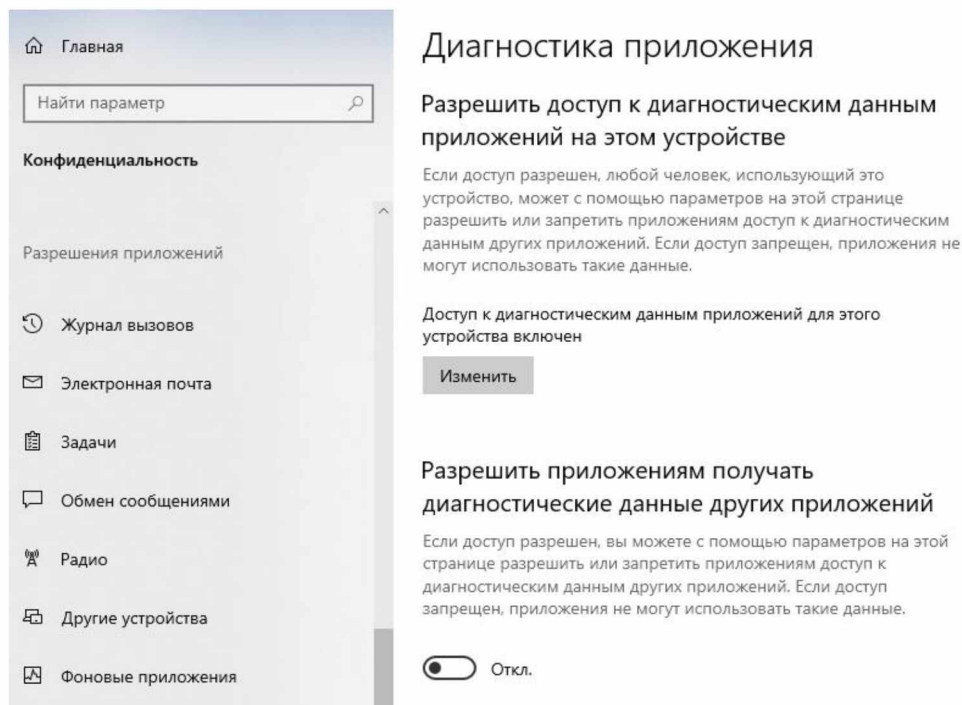 Главная
Найти параметр
Конфиденциальность
Разрешения приложений
Журнал вызовов
Электронная почта
Задачи
Обмен сообщениями
Радио
Другие устройства
Фоновые приложения
Диагностика приложения
Разрешить доступ к диагностическим данным
приложений на этом устройстве
Если доступ разрешен, любой человек, использующий это
устройство, может с помощью параметров на этой странице
разрешить или запретить приложениям доступ к диагностическим
данным других приложений. Если доступ запрещен, приложения не
могут использовать такие данные.
Доступ к диагностическим данным приложений для этого
устройства включен
Изменить
Разрешить приложениям получать
диагностические данные других приложений
Если доступ разрешен, вы можете с помощью параметров на этой
странице разрешить или запретить приложениям доступ к
диагностическим данным других приложений. Если доступ
запрещен, приложения не могут использовать такие данные.
Откл.